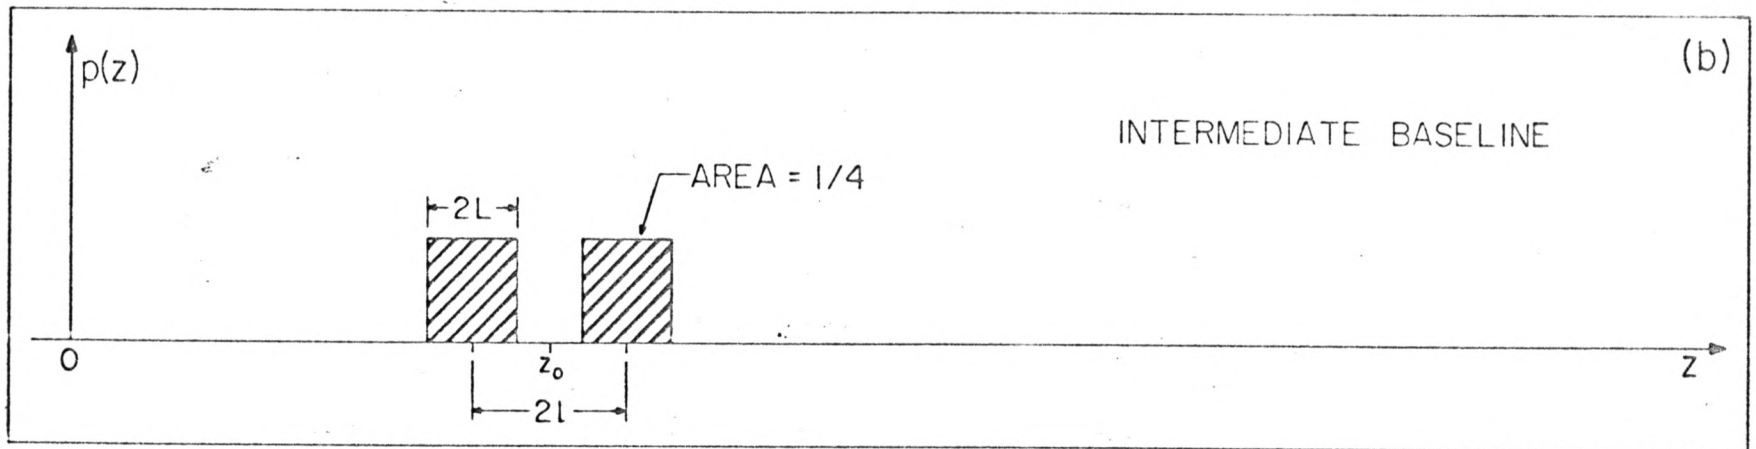 p(z)
(b)
INTERMEDIATE BASELINE
AREA = 1/4
2L
0
z₀
z
2l